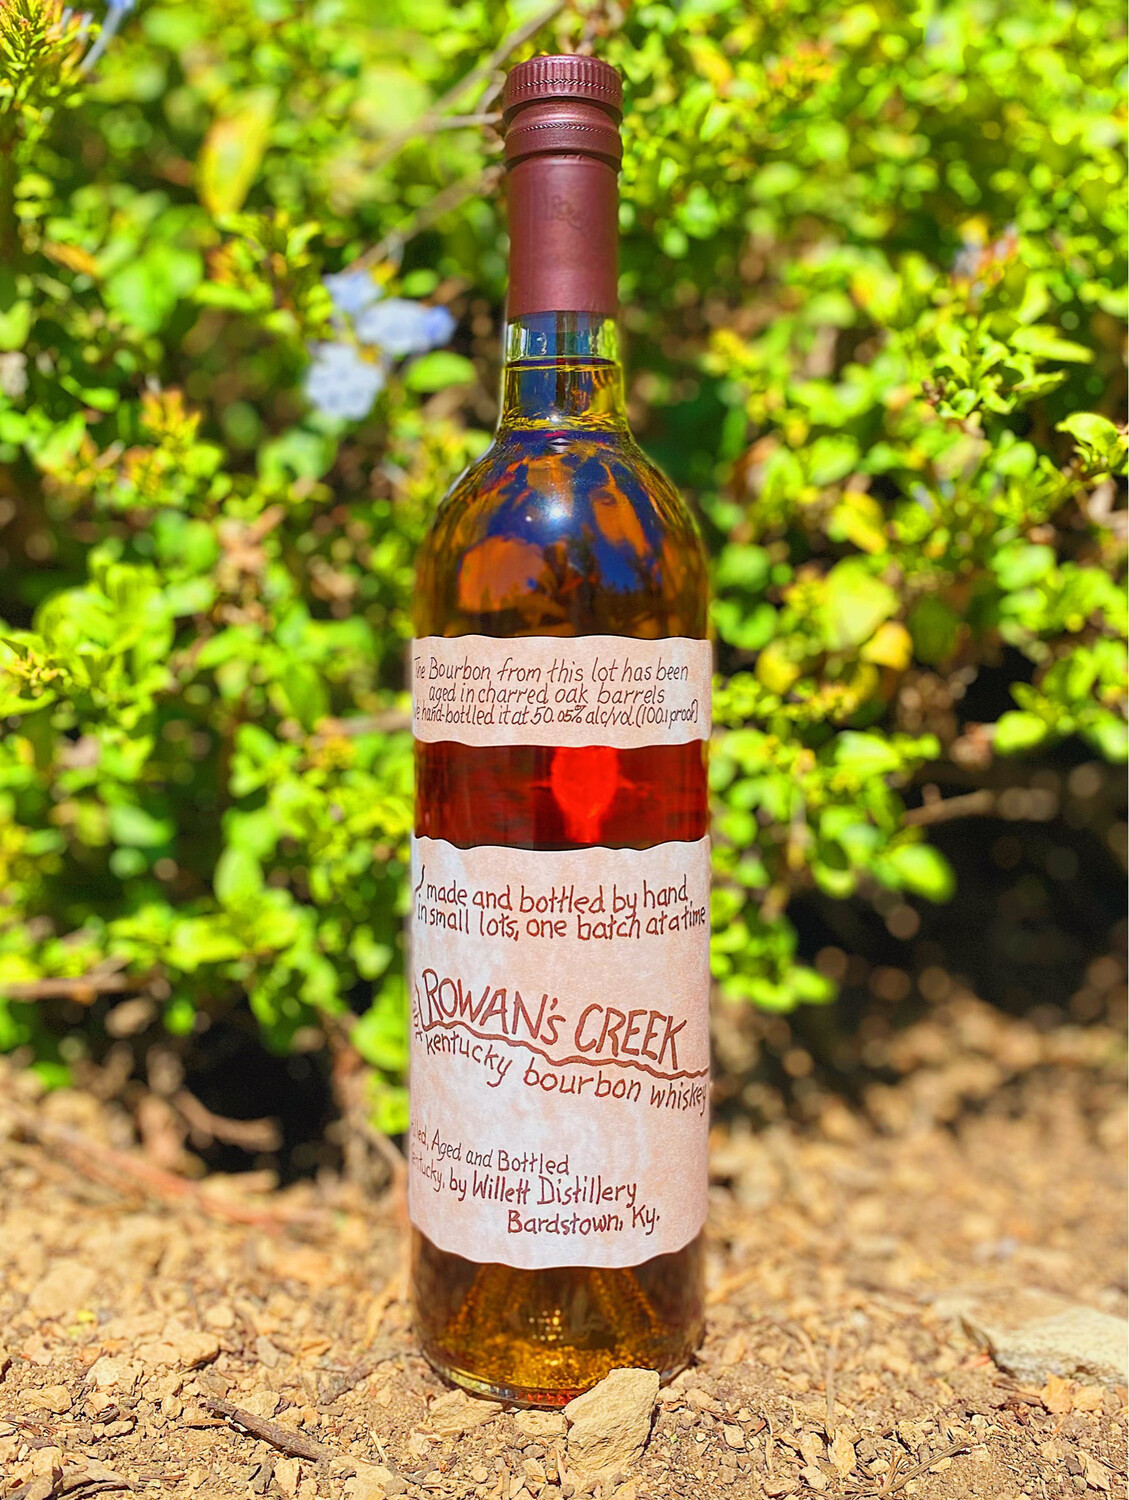 Bourbon from this lot has been
aged in charred oak barrels
hand-bottled it at 50.05% alc/vol. (100.1 proof)
made and bottled by hand
in small lots, one batch at a time
ROWAN's CREEK
Kentucky bourbon whiskey
Aged and Bottled
by Willett Distillery
Bardstown, Ky.